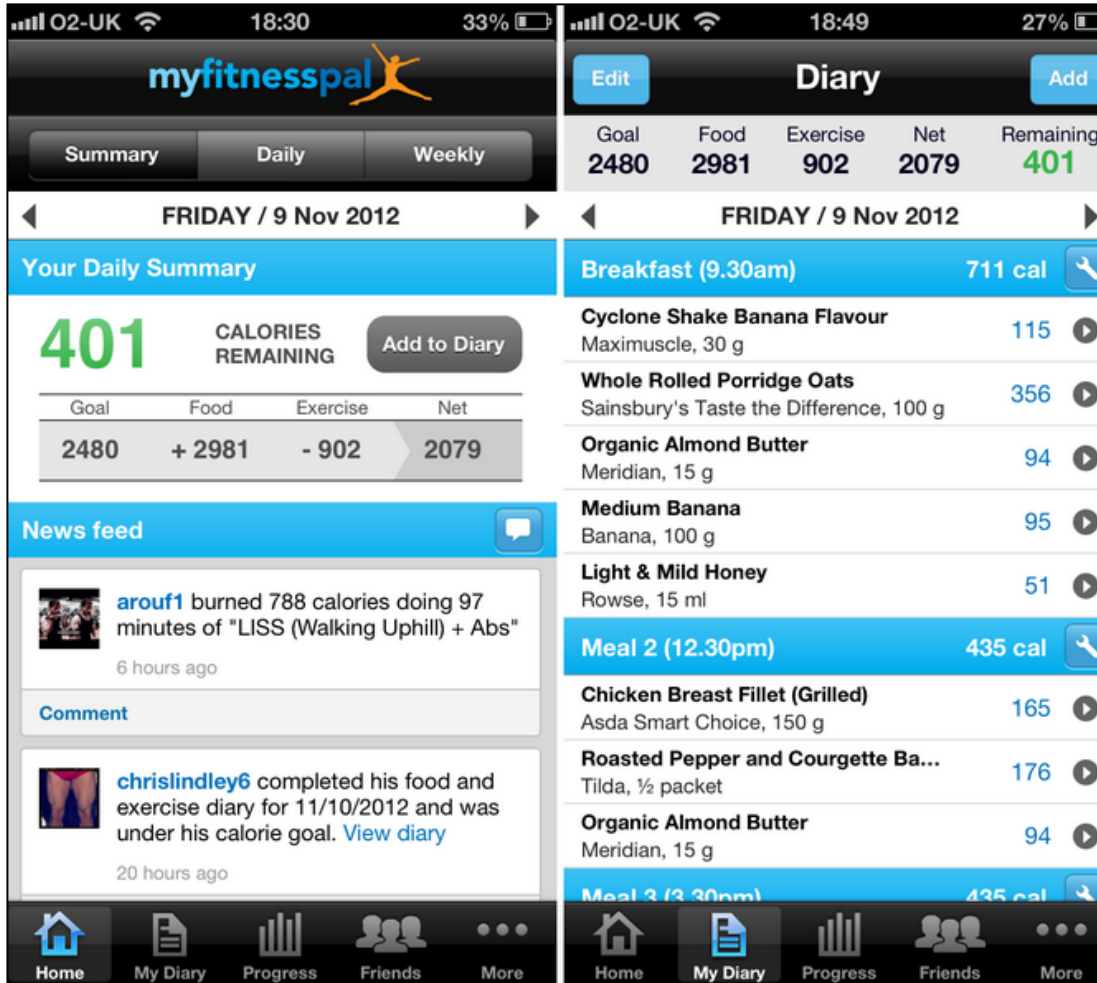 O2-UK 18:30 33%
myfitnesspal
Summary Daily Weekly
FRIDAY / 9 Nov 2012
Your Daily Summary
401 CALORIES REMAINING Add to Diary
Goal Food Exercise Net
2480 + 2981 - 902 2079
News feed
arouf1 burned 788 calories doing 97
minutes of "LISS (Walking Uphill) + Abs"
6 hours ago
Comment
chrislindley6 completed his food and
exercise diary for 11/10/2012 and was
under his calorie goal. View diary
20 hours ago
Home My Diary Progress Friends More
O2-UK 18:49 27%
Edit Diary Add
Goal Food Exercise Net Remaining
2480 2981 902 2079 401
FRIDAY / 9 Nov 2012
Breakfast (9.30am) 711 cal
Cyclone Shake Banana Flavour
Maximuscle, 30 g 115
Whole Rolled Porridge Oats
Sainsbury's Taste the Difference, 100 g 356
Organic Almond Butter
Meridian, 15 g 94
Medium Banana
Banana, 100 g 95
Light & Mild Honey
Rowse, 15 ml 51
Meal 2 (12.30pm) 435 cal
Chicken Breast Fillet (Grilled)
Asda Smart Choice, 150 g 165
Roasted Pepper and Courgette Ba...
Tilda, ½ packet 176
Organic Almond Butter
Meridian, 15 g 94
Meal 3 (3.30pm) 435 cal
Home My Diary Progress Friends More